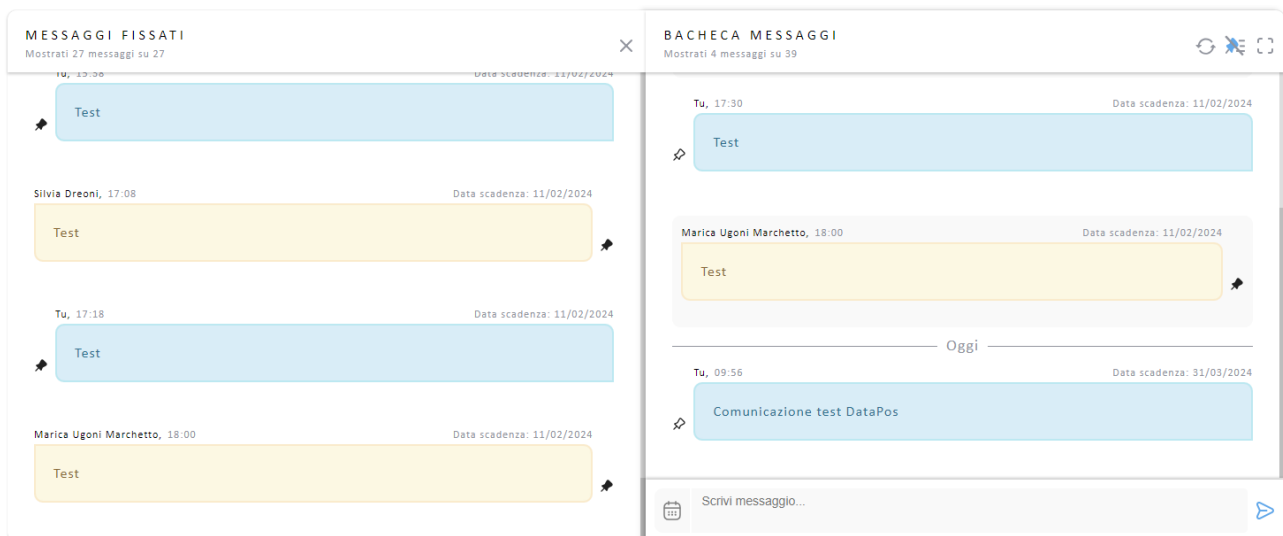 MESSAGGI FISSATI
Mostrati 27 messaggi su 27
Tu, 15:58
Data scadenza: 11/02/2024
Test
Silvia Dreoni, 17:08
Data scadenza: 11/02/2024
Test
Tu, 17:18
Data scadenza: 11/02/2024
Test
Marica Ugoni Marchetto, 18:00
Data scadenza: 11/02/2024
Test
BACHECA MESSAGGI
Mostrati 4 messaggi su 39
Tu, 17:30
Data scadenza: 11/02/2024
Test
Marica Ugoni Marchetto, 18:00
Data scadenza: 11/02/2024
Test
Oggi
Tu, 09:56
Data scadenza: 31/03/2024
Comunicazione test DataPos
Scrivi messaggio...